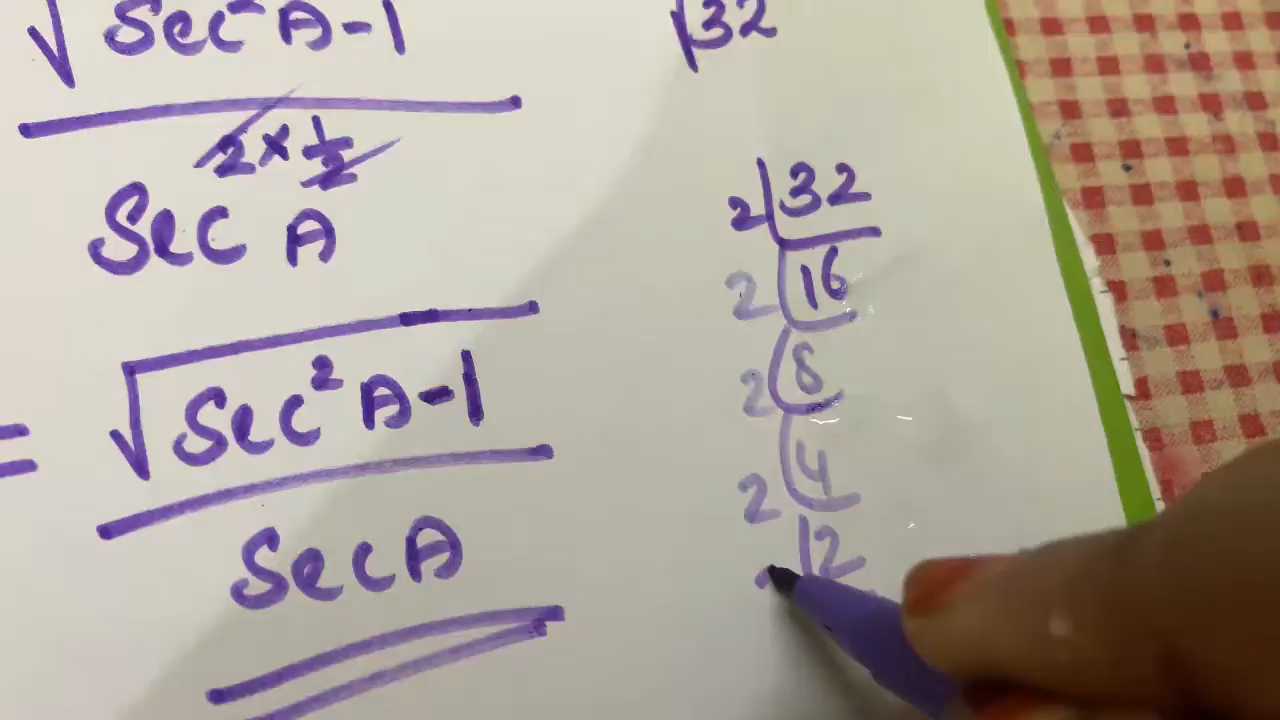 √Sec²A-1
2×1/2
Sec A
= √Sec²A-1
SecA
√32
2 32
2 16
2 8
2 4
2